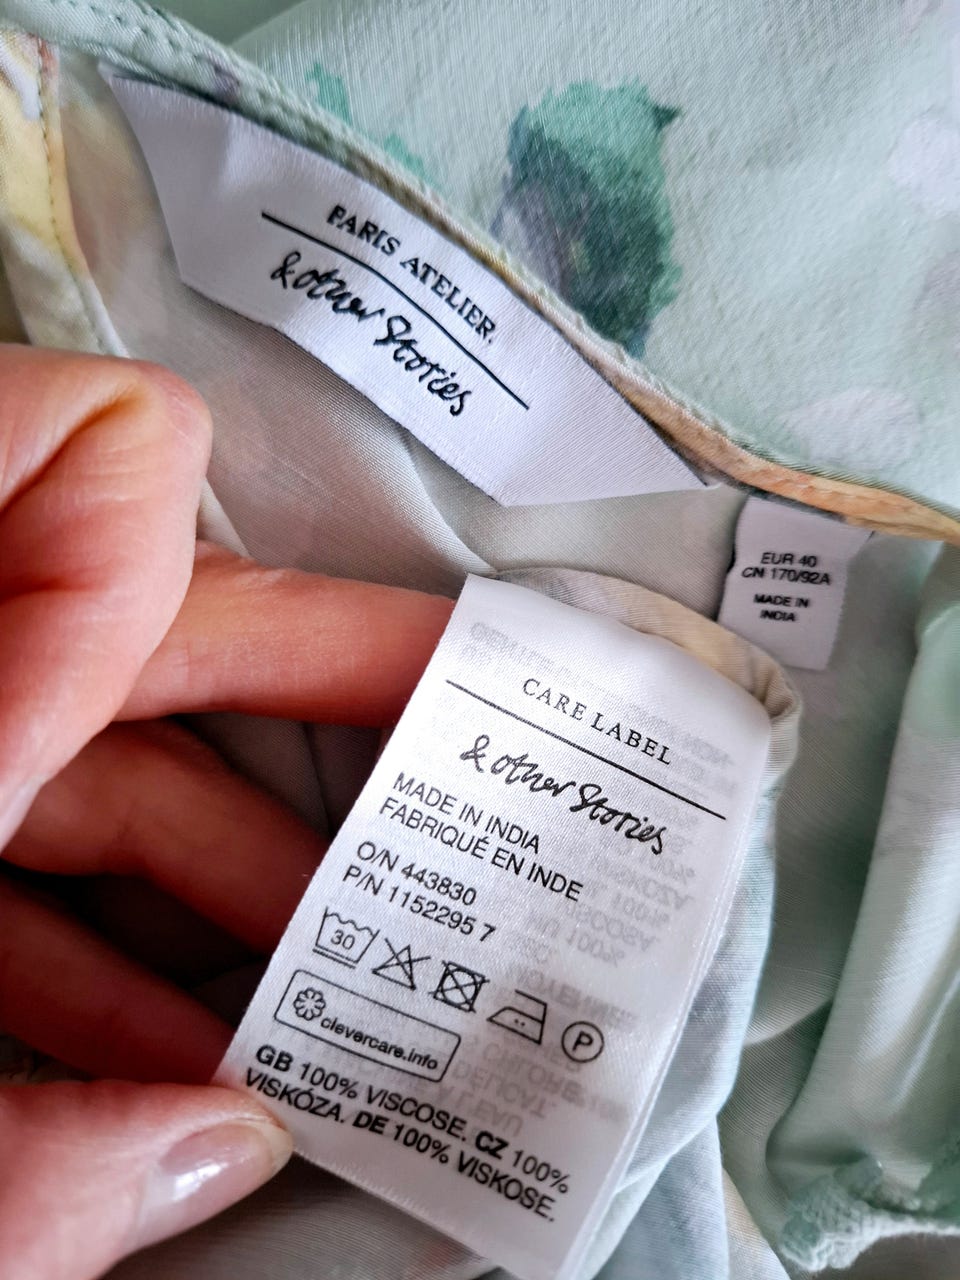 PARIS ATELIER.
& other Stories
EUR 40
CN 170/92A
MADE IN
INDIA
CARE LABEL
& other Stories
MADE IN INDIA
FABRIQUÉ EN INDE
O/N 443830
P/N 1152295 7
30
P
clevercare.info
GB 100% VISCOSE. CZ 100%
VISKÓZA. DE 100% VISKOSE.